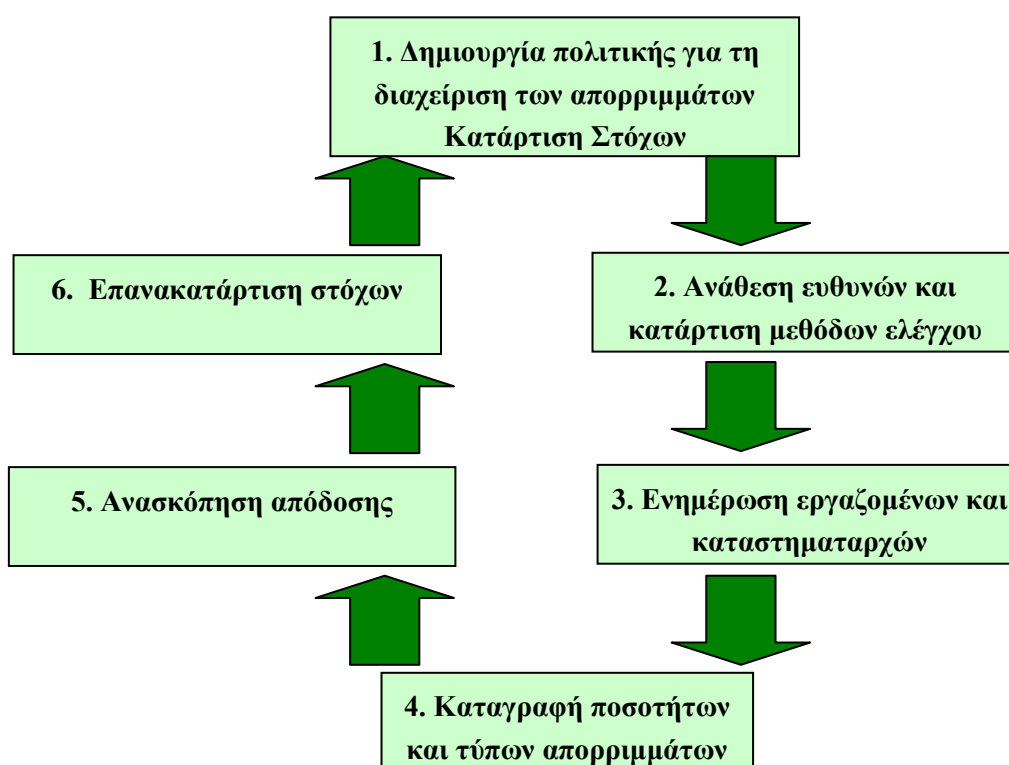 1. Δημιουργία πολιτικής για τη
διαχείριση των απορριμμάτων
Κατάρτιση Στόχων
2. Ανάθεση ευθυνών και
κατάρτιση μεθόδων ελέγχου
3. Ενημέρωση εργαζομένων και
καταστηματαρχών
4. Καταγραφή ποσοτήτων
και τύπων απορριμμάτων
5. Ανασκόπηση απόδοσης
6. Επανακατάρτιση στόχων